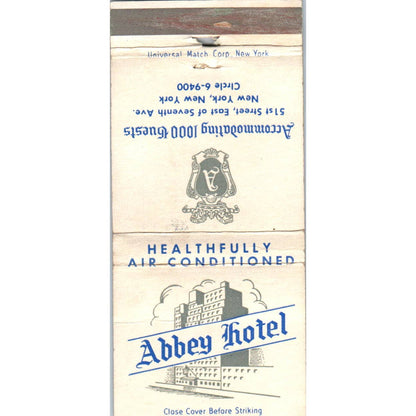 Universal Match Corp. New York
Accommodating 1000 Guests
51st Street, East of Seventh Ave.
New York, New York
Circle 6-9400
A
HEALTHFULLY
AIR CONDITIONED
Abbey Hotel
Close Cover Before Striking